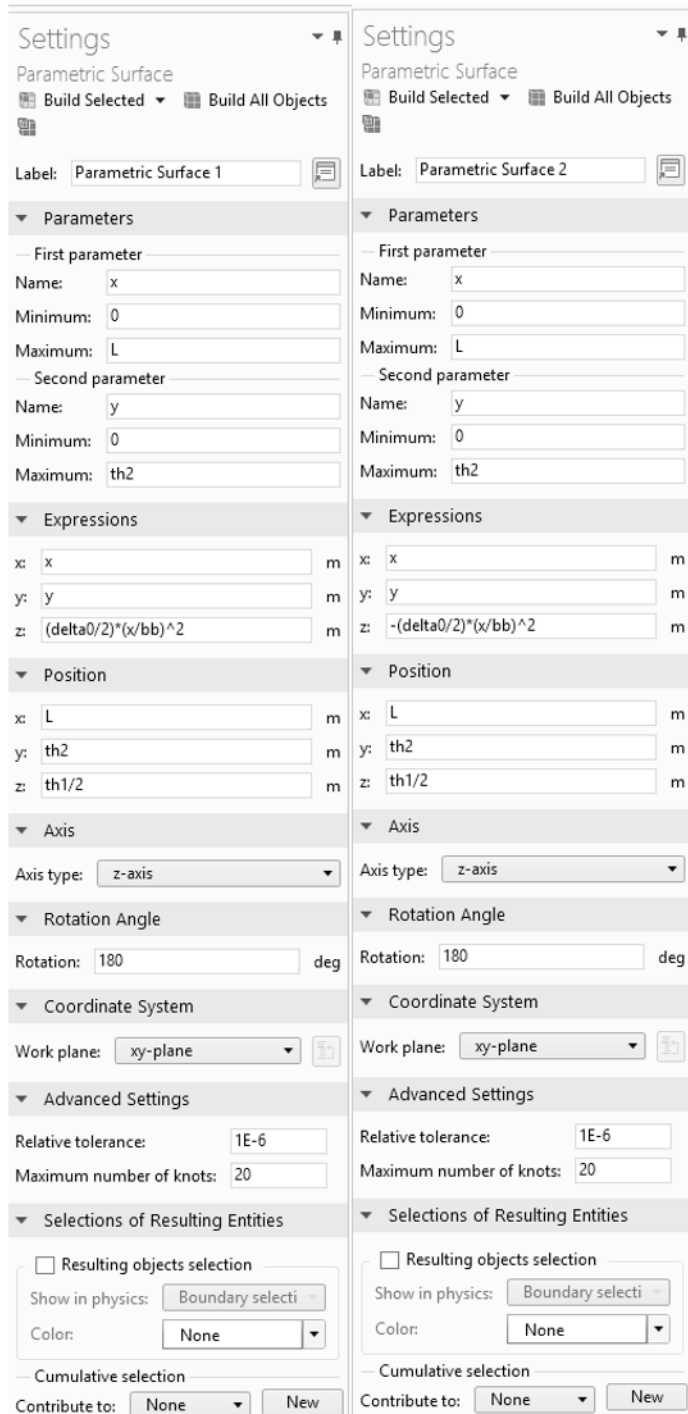 Settings
Parametric Surface
Build Selected Build All Objects
Label: Parametric Surface 1
Parameters
First parameter
Name: x
Minimum: 0
Maximum: L
Second parameter
Name: y
Minimum: 0
Maximum: th2
Expressions
x: x m
y: y m
z: (delta0/2)*(x/bb)^2 m
Position
x: L m
y: th2 m
z: th1/2 m
Axis
Axis type: z-axis
Rotation Angle
Rotation: 180 deg
Coordinate System
Work plane: xy-plane
Advanced Settings
Relative tolerance: 1E-6
Maximum number of knots: 20
Selections of Resulting Entities
Resulting objects selection
Show in physics: Boundary selecti
Color: None
Cumulative selection
Contribute to: None New
Settings
Parametric Surface
Build Selected Build All Objects
Label: Parametric Surface 2
Parameters
First parameter
Name: x
Minimum: 0
Maximum: L
Second parameter
Name: y
Minimum: 0
Maximum: th2
Expressions
x: x m
y: y m
z: -(delta0/2)*(x/bb)^2 m
Position
x: L m
y: th2 m
z: th1/2 m
Axis
Axis type: z-axis
Rotation Angle
Rotation: 180 deg
Coordinate System
Work plane: xy-plane
Advanced Settings
Relative tolerance: 1E-6
Maximum number of knots: 20
Selections of Resulting Entities
Resulting objects selection
Show in physics: Boundary selecti
Color: None
Cumulative selection
Contribute to: None New